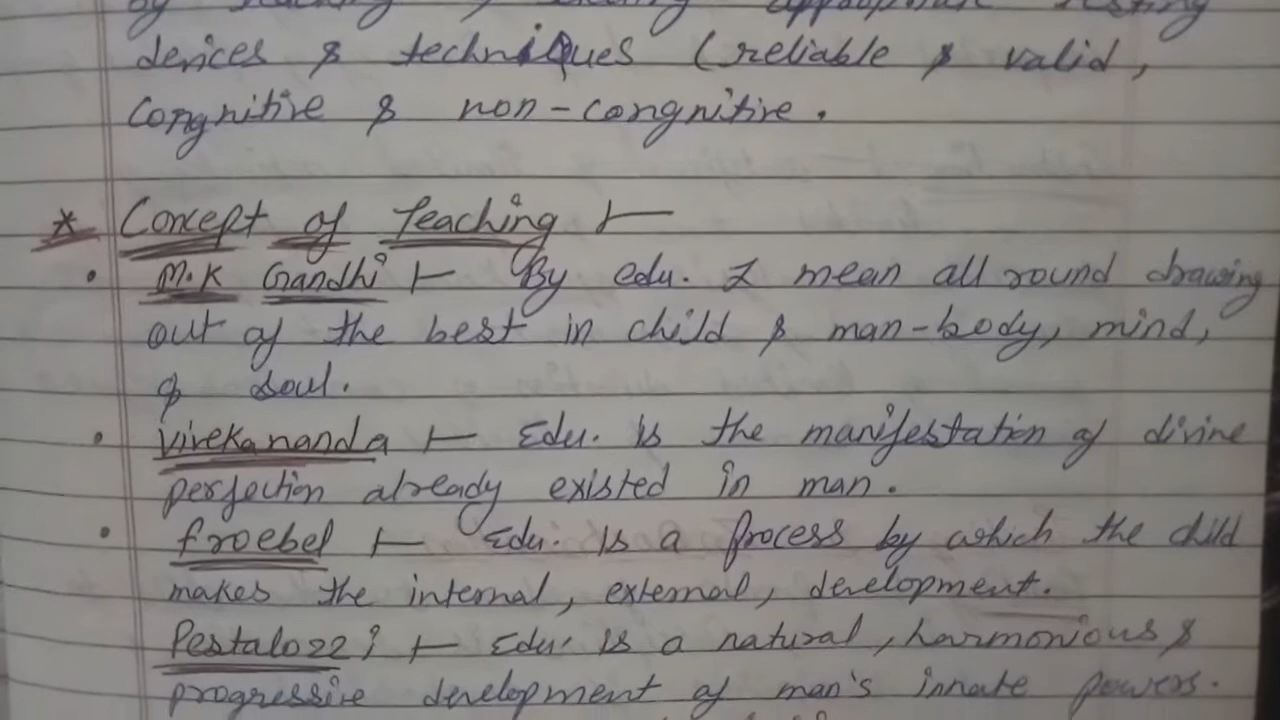 by teaching , testing
devices & techniques (reliable & valid,
Congnitive & non-congnitive.
* Concept of Teaching :-
• M.K Gandhi :- By edu. I mean all round drawing
out of the best in child & man-body, mind,
& soul.
• Vivekananda :- Edu. is the manifestation of divine
perfection already existed in man.
• Froebel :- Edu. is a process by which the child
makes the internal, external, development.
Pestalozzi :- Edu. is a natural, harmonious &
progressive development of man's innate powers.